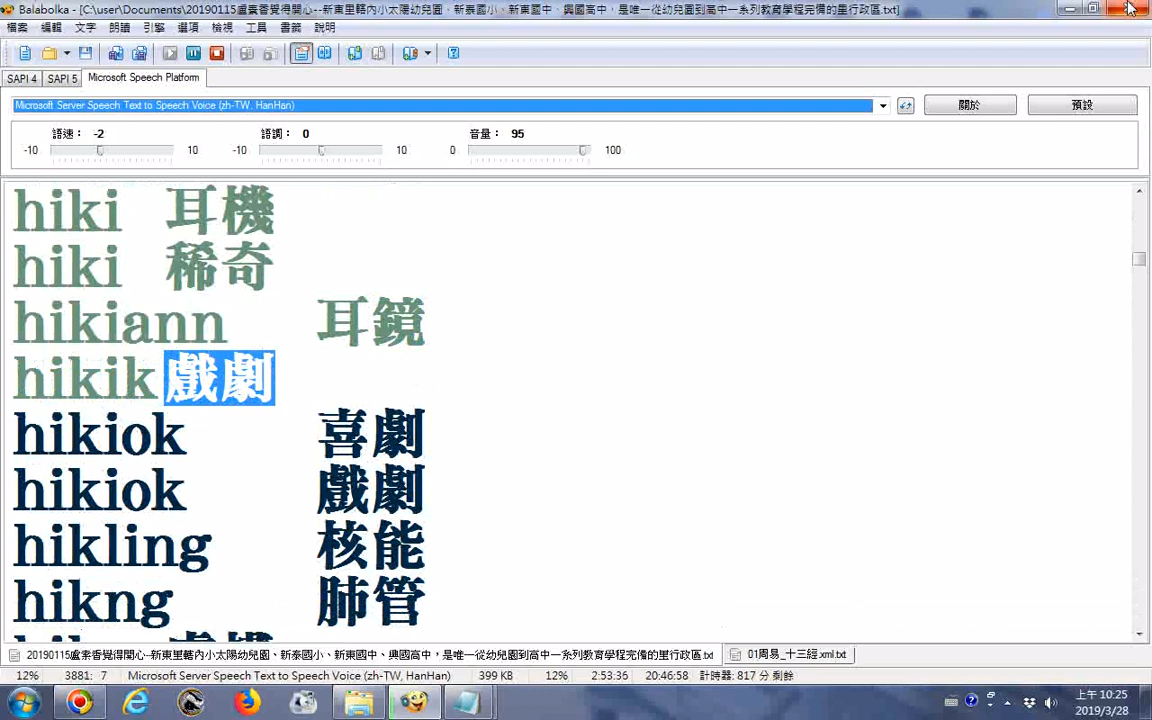 Balabolka - [C:\user\Documents\20190115盧素香覺得開心--新東里轄內小太陽幼兒園、新泰國小、新東國中、興國高中，是唯一從幼兒園到高中一系列教育學程完備的里行政區.txt]
檔案 編輯 文字 朗讀 引擎 選項 檢視 工具 書籤 說明
SAPI 4 SAPI 5 Microsoft Speech Platform
Microsoft Server Speech Text to Speech Voice (zh-TW, HanHan) 關於 預設
語速： -2 語調： 0 音量： 95
-10 10 -10 10 0 100
hiki 耳機
hiki 稀奇
hikiann 耳鏡
hikik 戲劇
hikiok 喜劇
hikiok 戲劇
hikling 核能
hikng 肺管
20190115盧素香覺得開心--新東里轄內小太陽幼兒園、新泰國小、新東國中、興國高中，是唯一從幼兒園到高中一系列教育學程完備的里行政區.txt 01周易_十三經.xml.txt
12% 3881: 7 Microsoft Server Speech Text to Speech Voice (zh-TW, HanHan) 399 KB 12% 2:53:36 20:46:58 計時器: 817 分 剩餘
上午 10:25
2019/3/28